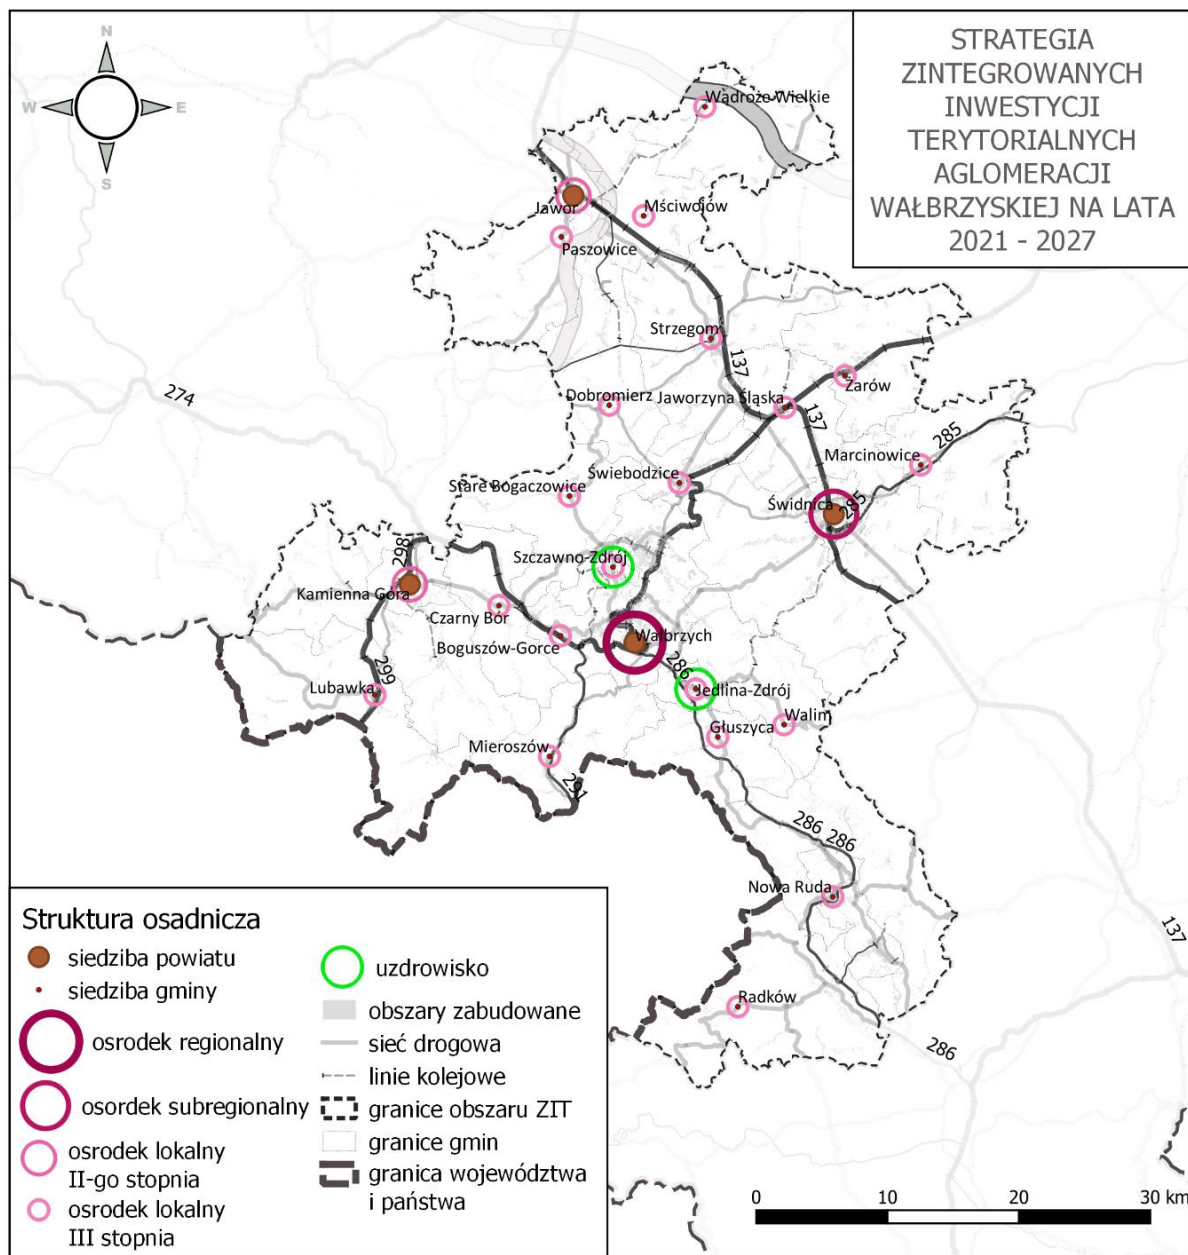 N
W
E
S
STRATEGIA
ZINTEGROWANYCH
INWESTYCJI
TERYTORIALNYCH
AGLOMERACJI
WAŁBRZYSKIEJ NA LATA
2021 - 2027
Wądroże Wielkie
Jawor
Mściwojów
Paszowice
Strzegom
137
274
Żarów
Dobromierz
Jaworzyna Śląska
137
285
Marcinowice
Świebodzice
Stare Bogaczowice
Świdnica
285
298
Szczawno-Zdrój
Kamienna Góra
Czarny Bór
Boguszów-Gorce
Wałbrzych
286
299
Lubawka
Jedlina-Zdrój
Walim
Głuszyca
Mieroszów
291
286
286
Nowa Ruda
137
Radków
286
Struktura osadnicza
siedziba powiatu
siedziba gminy
osrodek regionalny
osordek subregionalny
osrodek lokalny
II-go stopnia
osrodek lokalny
III stopnia
uzdrowisko
obszary zabudowane
sieć drogowa
linie kolejowe
granice obszaru ZIT
granice gmin
granica województwa
i państwa
0 10 20 30 km